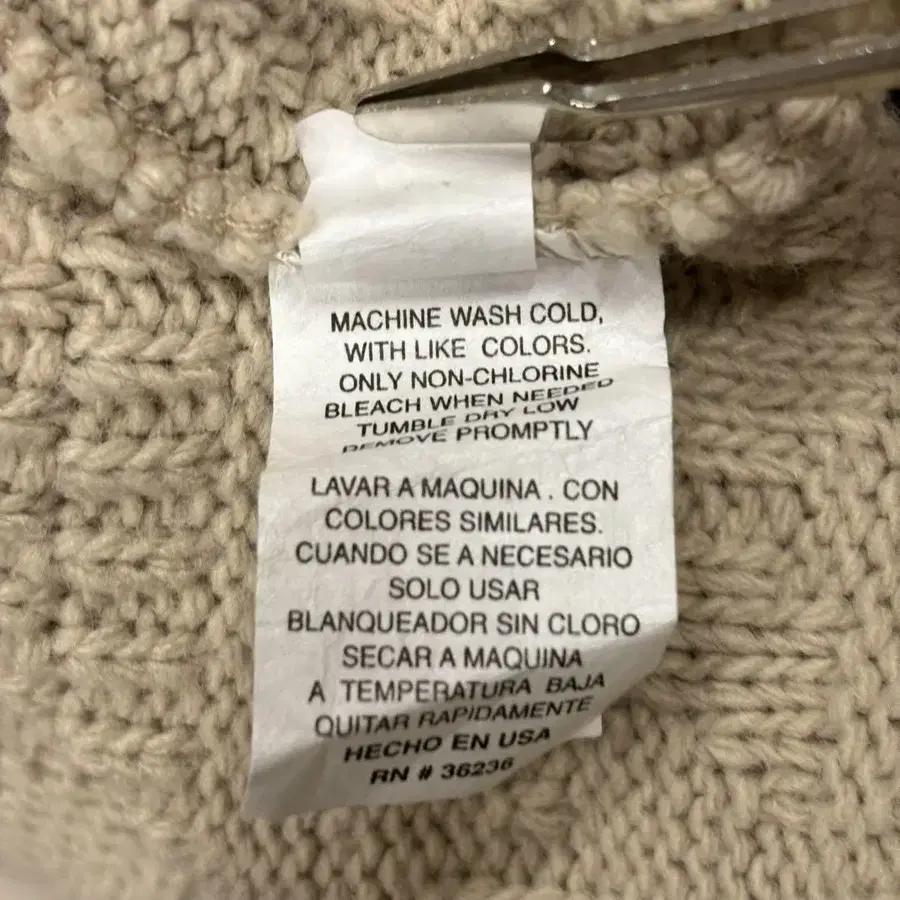 MACHINE WASH COLD,
WITH LIKE COLORS.
ONLY NON-CHLORINE
BLEACH WHEN NEEDED
TUMBLE DRY LOW
REMOVE PROMPTLY
LAVAR A MAQUINA . CON
COLORES SIMILARES.
CUANDO SE A NECESARIO
SOLO USAR
BLANQUEADOR SIN CLORO
SECAR A MAQUINA
A TEMPERATURA BAJA
QUITAR RAPIDAMENTE
HECHO EN USA
RN # 36236